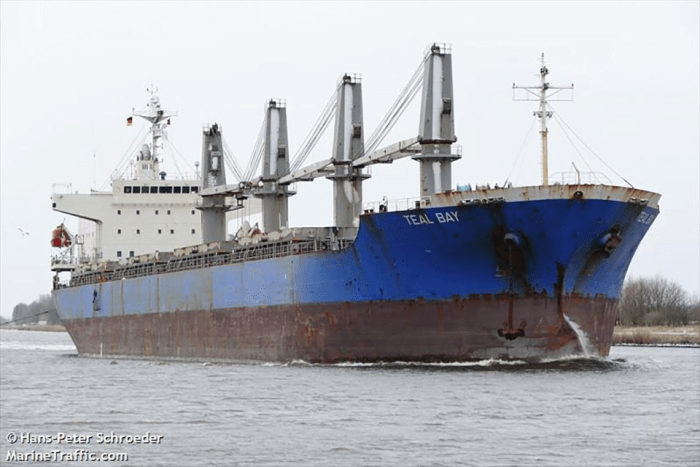 TEAL BAY
© Hans-Peter Schroeder
MarineTraffic.com